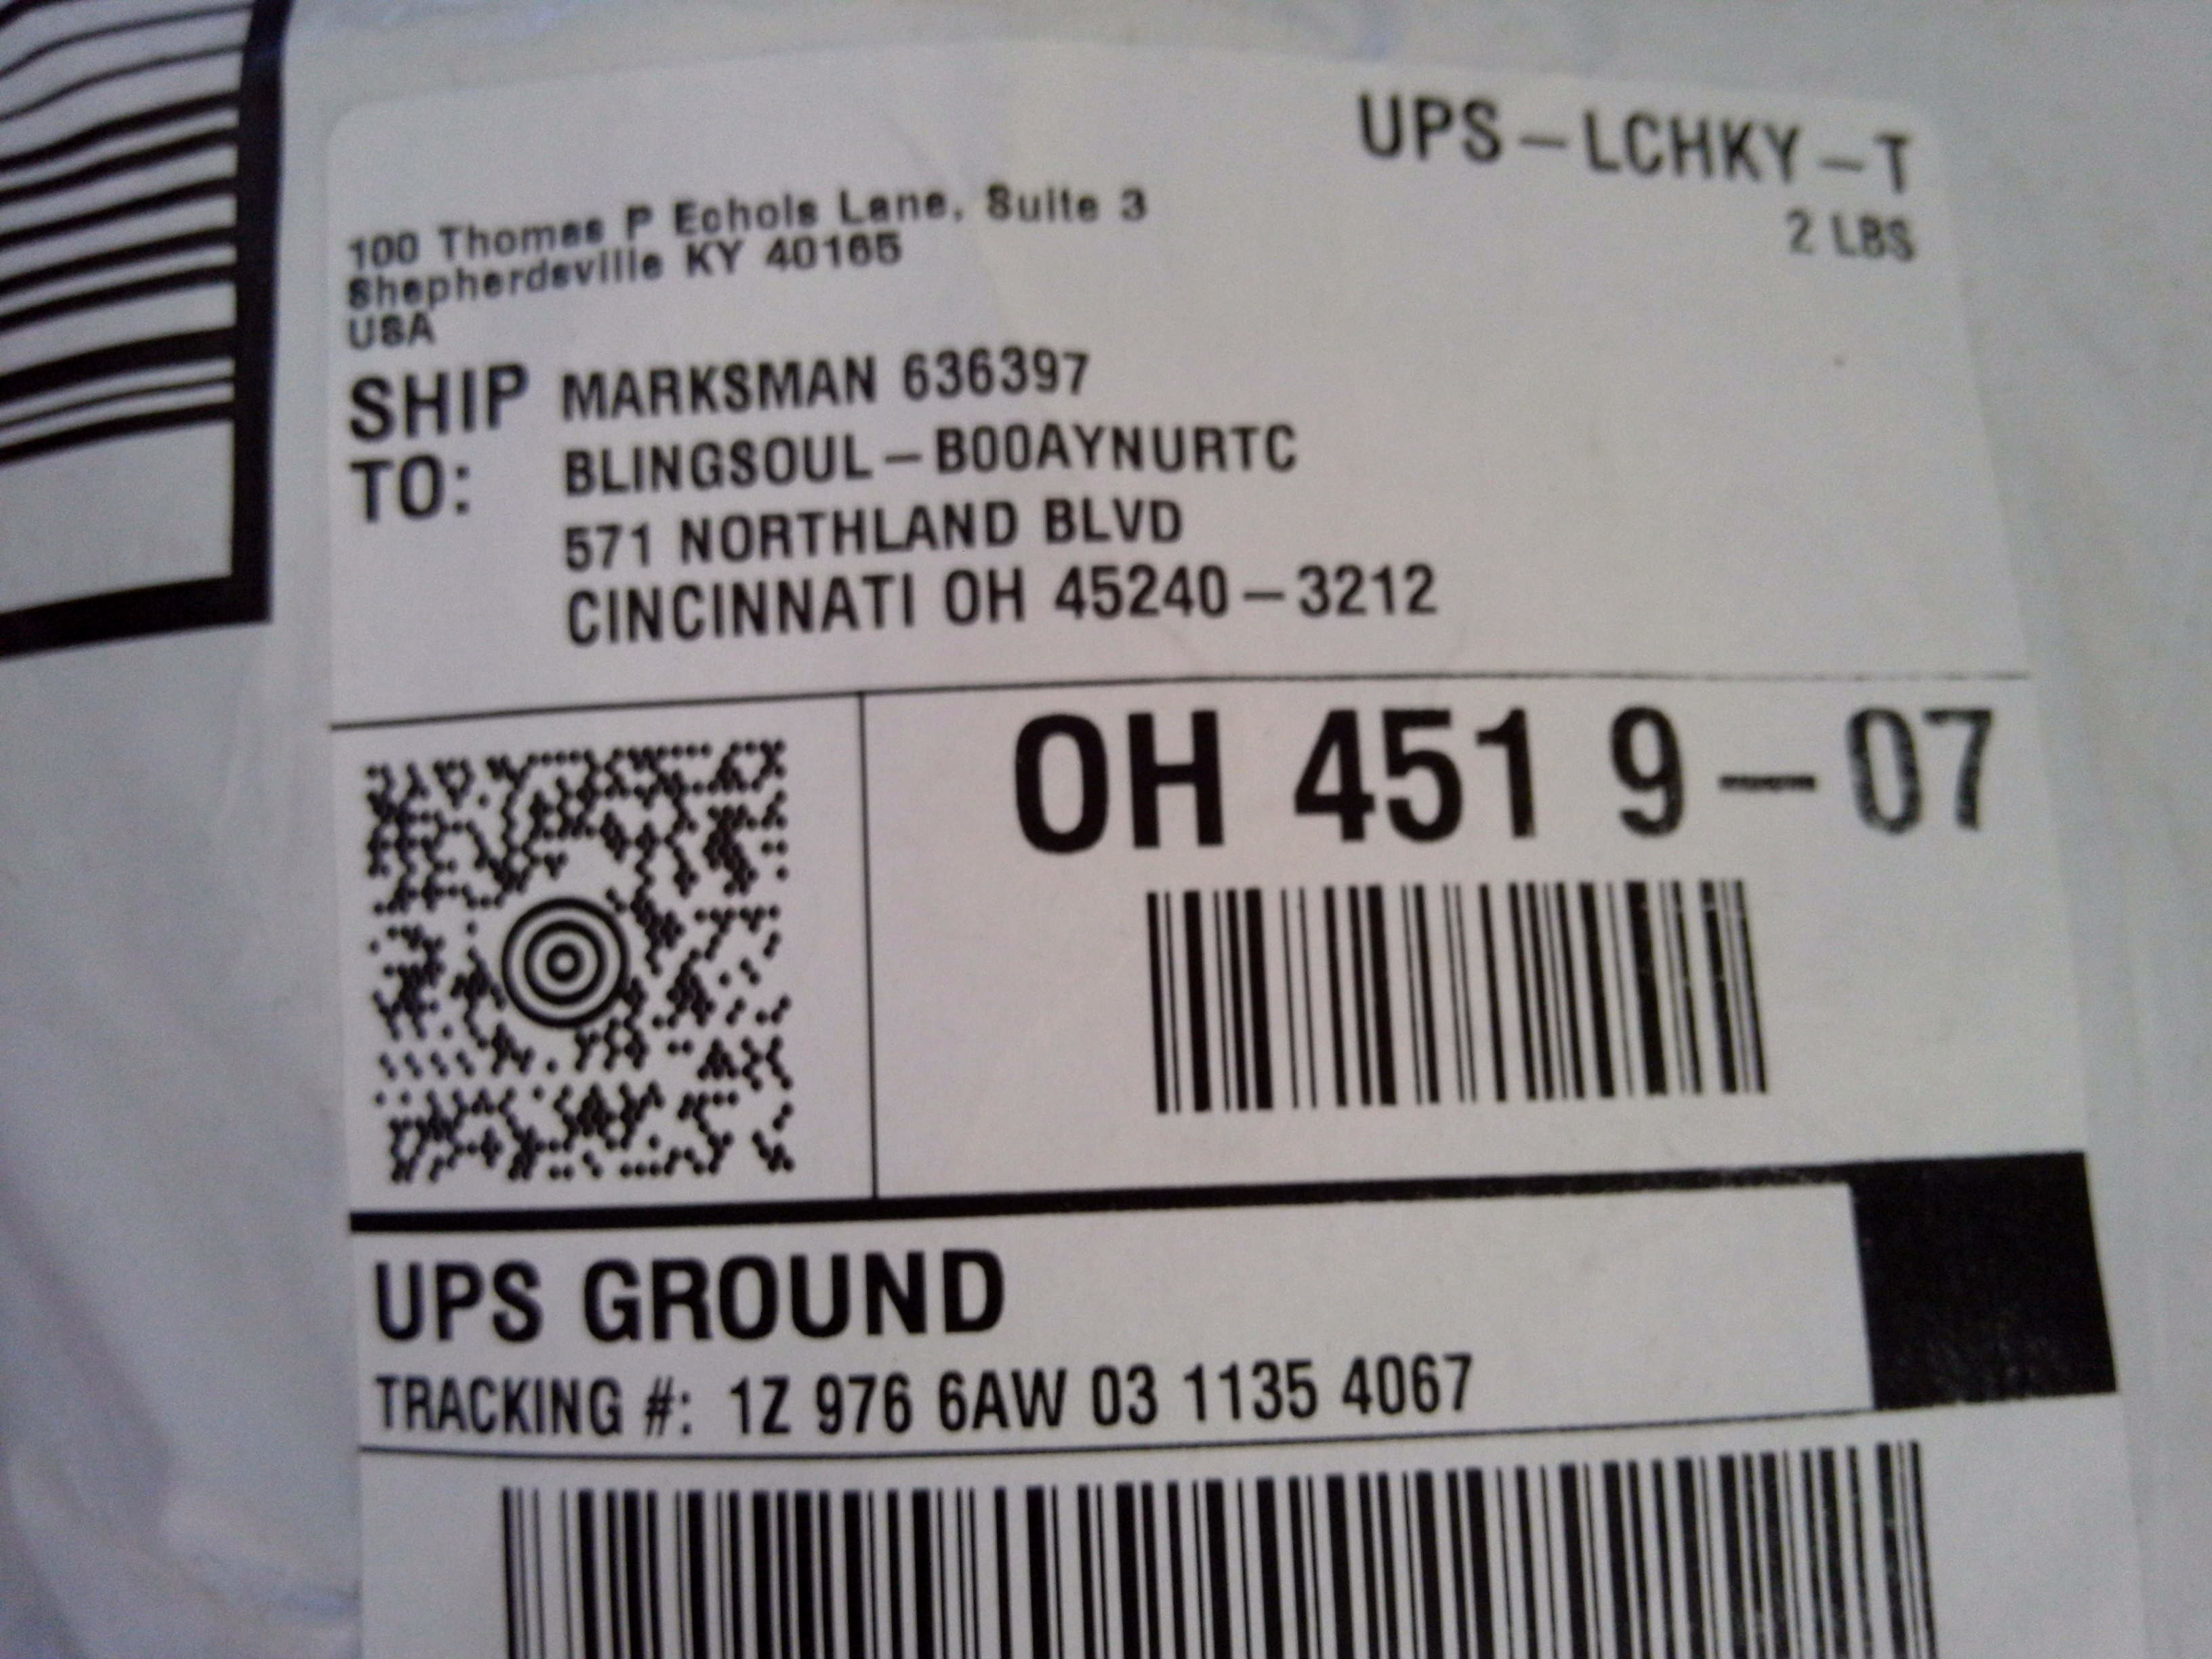 UPS-LCHKY-T
2 LBS
100 Thomas P Echols Lane, Suite 3
Shepherdsville KY 40165
USA
SHIP TO:
MARKSMAN 636397
BLINGSOUL-B00AYNURTC
571 NORTHLAND BLVD
CINCINNATI OH 45240-3212
OH 451 9-07
UPS GROUND
TRACKING #: 1Z 976 6AW 03 1135 4067